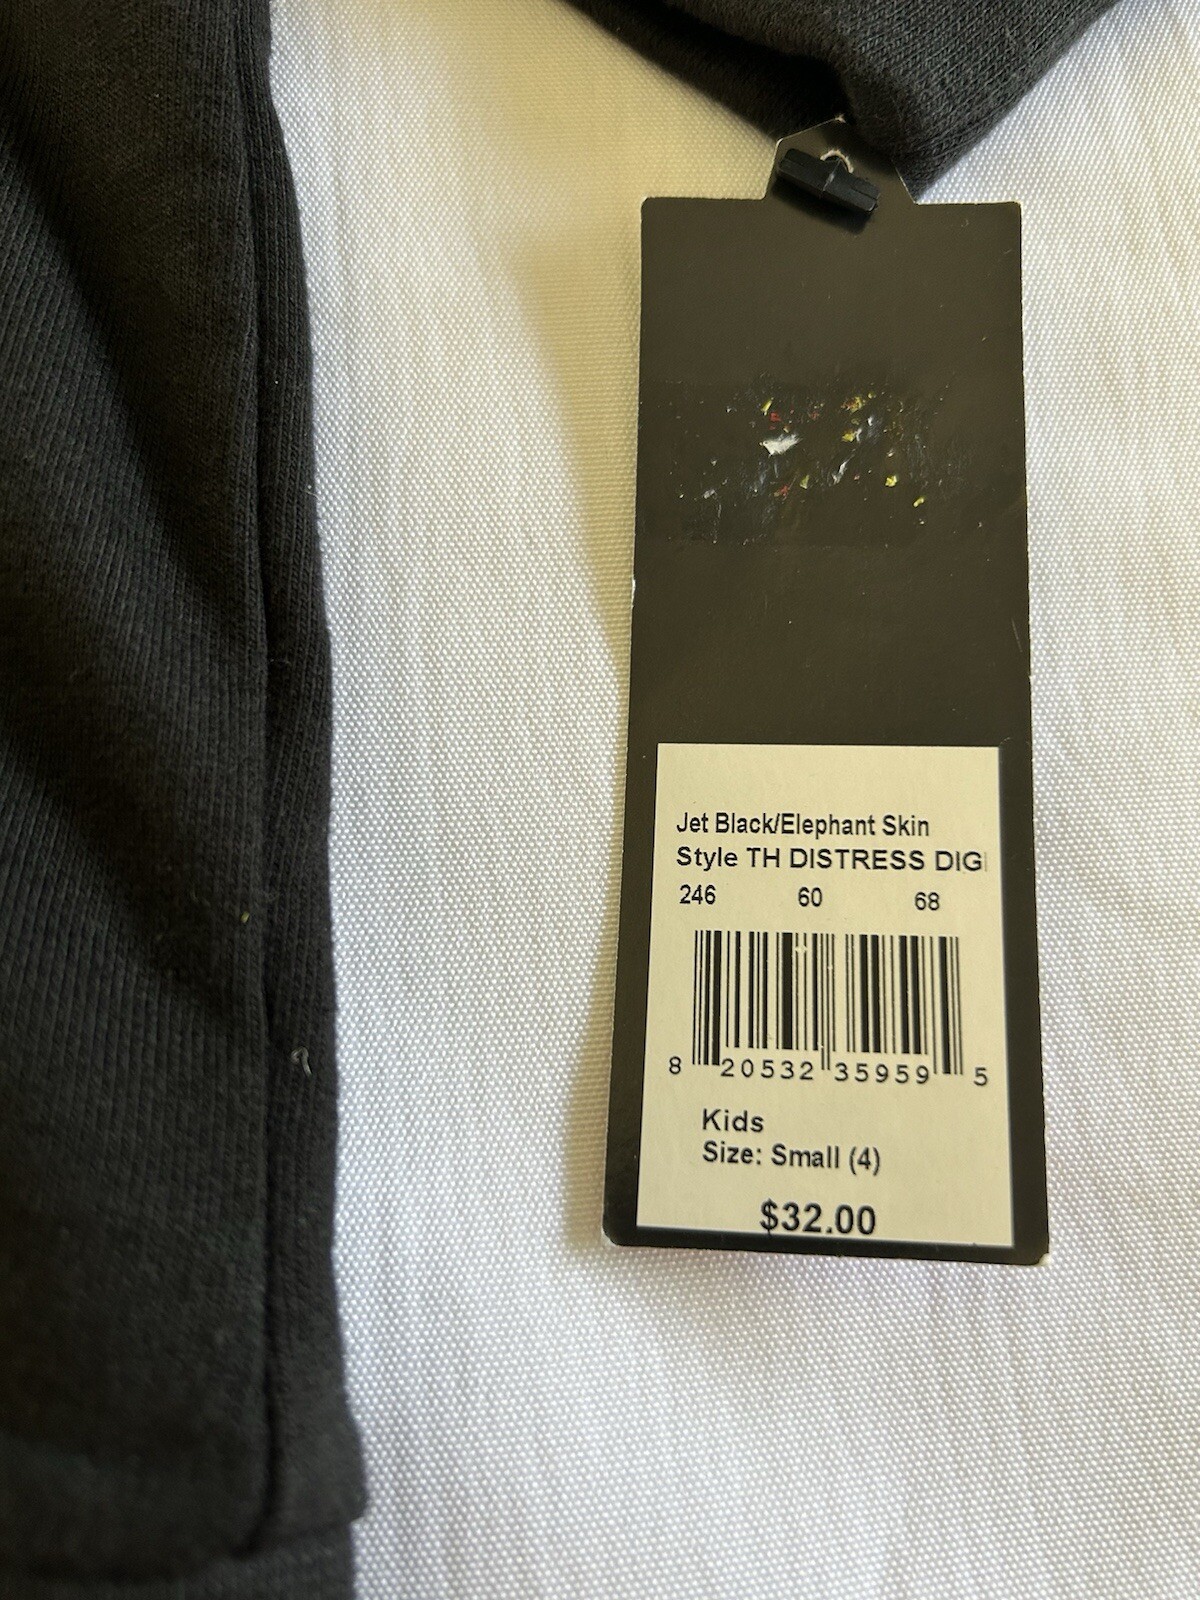 Jet Black/Elephant Skin
Style TH DISTRESS DIG
246 60 68
8 20532 35959 5
Kids
Size: Small (4)
$32.00